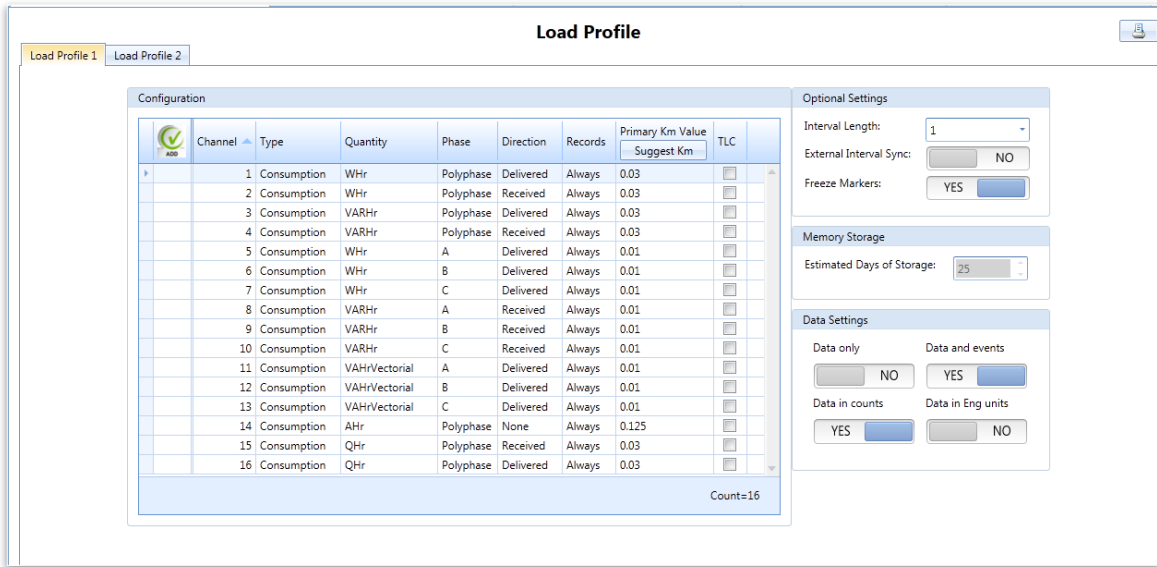 Load Profile
Load Profile 1 Load Profile 2
Configuration
ADD Channel Type Quantity Phase Direction Records Primary Km Value Suggest Km TLC
1 Consumption WHr Polyphase Delivered Always 0.03
2 Consumption WHr Polyphase Received Always 0.03
3 Consumption VARHr Polyphase Delivered Always 0.03
4 Consumption VARHr Polyphase Received Always 0.03
5 Consumption WHr A Delivered Always 0.01
6 Consumption WHr B Delivered Always 0.01
7 Consumption WHr C Delivered Always 0.01
8 Consumption VARHr A Received Always 0.01
9 Consumption VARHr B Received Always 0.01
10 Consumption VARHr C Received Always 0.01
11 Consumption VAHrVectorial A Delivered Always 0.01
12 Consumption VAHrVectorial B Delivered Always 0.01
13 Consumption VAHrVectorial C Delivered Always 0.01
14 Consumption AHr Polyphase None Always 0.125
15 Consumption QHr Polyphase Received Always 0.03
16 Consumption QHr Polyphase Delivered Always 0.03
Count=16
Optional Settings
Interval Length: 1
External Interval Sync: NO
Freeze Markers: YES
Memory Storage
Estimated Days of Storage: 25
Data Settings
Data only Data and events
NO YES
Data in counts Data in Eng units
YES NO